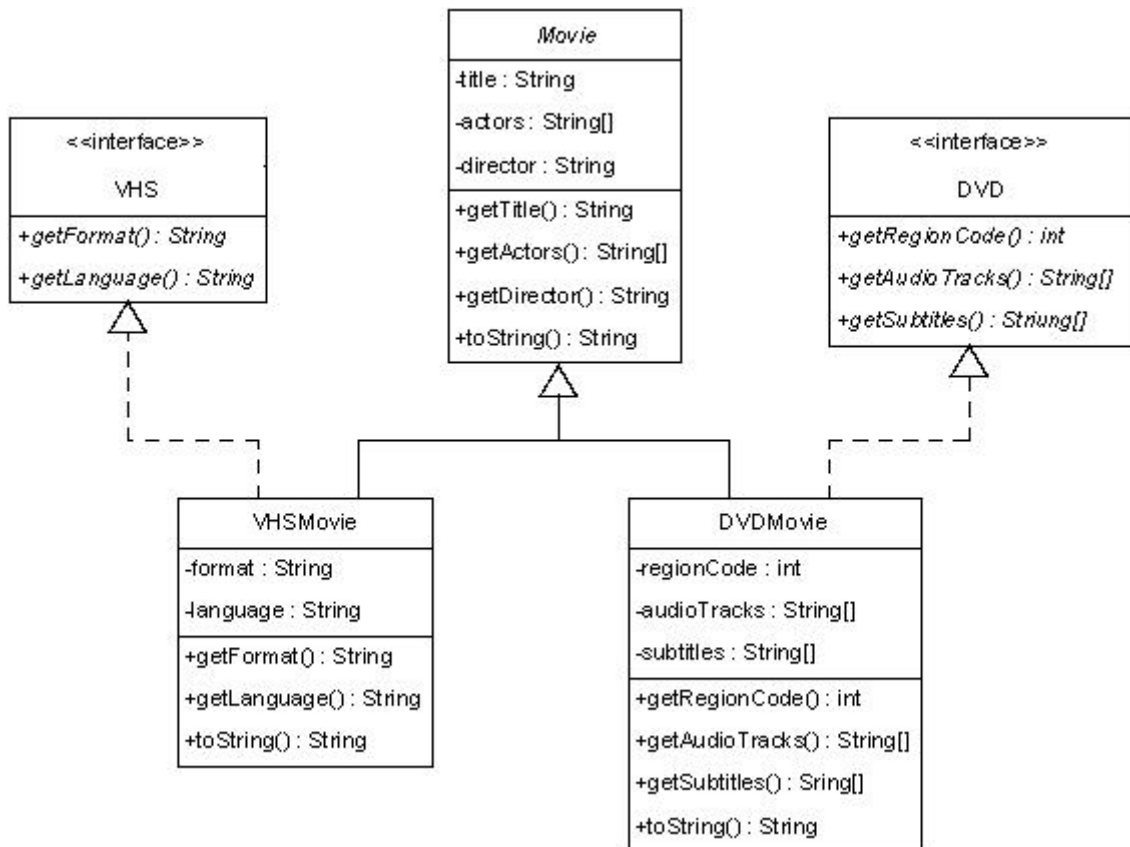 Movie
-title : String
-actors : String[]
-director : String
+getTitle() : String
+getActors() : String[]
+getDirector() : String
+toString() : String
<<interface>>
VHS
+getFormat() : String
+getLanguage() : String
<<interface>>
DVD
+getRegionCode() : int
+getAudioTracks() : String[]
+getSubtitles() : Striung[]
VHSMovie
-format : String
-language : String
+getFormat() : String
+getLanguage() : String
+toString() : String
DVDMovie
-regionCode : int
-audioTracks : String[]
-subtitles : String[]
+getRegionCode() : int
+getAudioTracks() : String[]
+getSubtitles() : Sring[]
+toString() : String